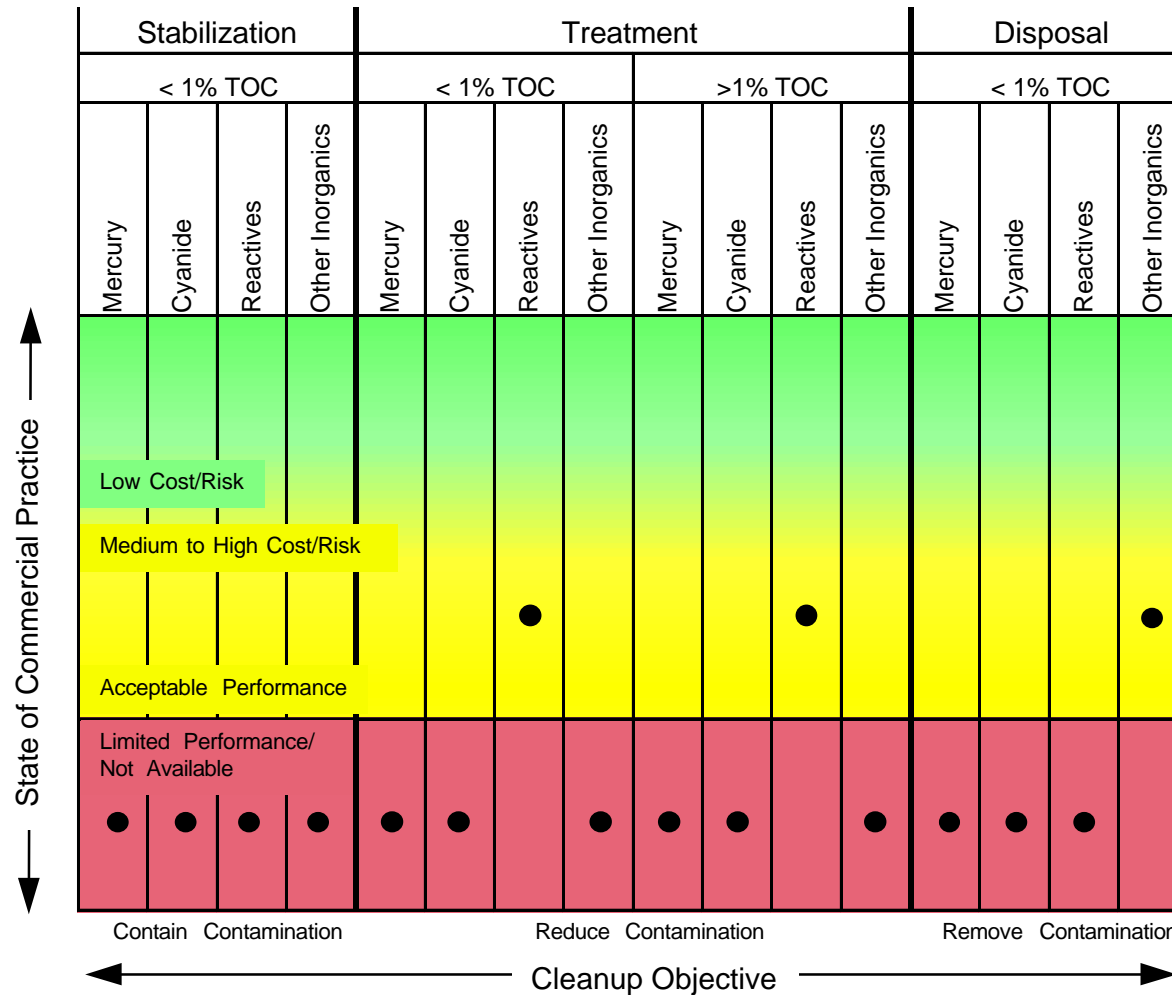 Stabilization
Treatment
Disposal
< 1% TOC
< 1% TOC
>1% TOC
< 1% TOC
Mercury
Cyanide
Reactives
Other Inorganics
Mercury
Cyanide
Reactives
Other Inorganics
Mercury
Cyanide
Reactives
Other Inorganics
Mercury
Cyanide
Reactives
Other Inorganics
State of Commercial Practice
Low Cost/Risk
Medium to High Cost/Risk
Acceptable Performance
Limited Performance/
Not Available
Contain Contamination
Reduce Contamination
Remove Contamination
Cleanup Objective